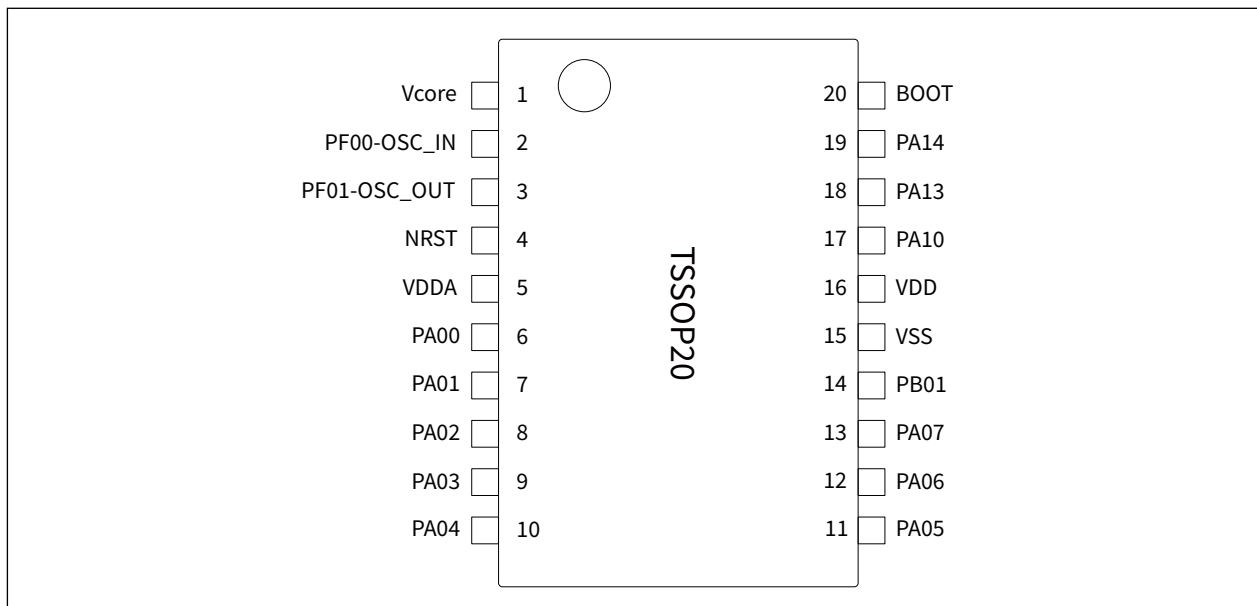 Vcore 1 20 BOOT
PF00-OSC_IN 2 19 PA14
PF01-OSC_OUT 3 18 PA13
NRST 4 17 PA10
VDDA 5 16 VDD
PA00 6 15 VSS
PA01 7 14 PB01
PA02 8 13 PA07
PA03 9 12 PA06
PA04 10 11 PA05
TSSOP20